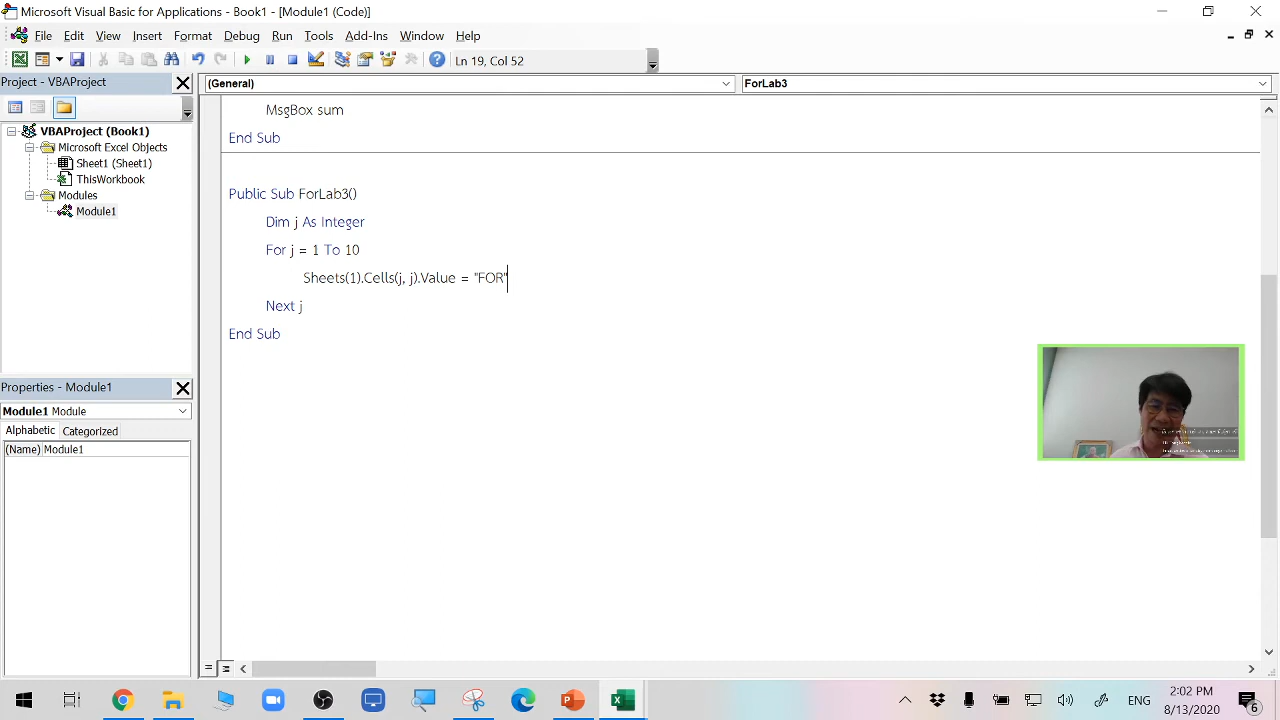 Microsoft Visual Basic for Applications - Book1 - [Module1 (Code)]
File Edit View Insert Format Debug Run Tools Add-Ins Window Help
Ln 19, Col 52
Project - VBAProject
(General)
ForLab3
VBAProject (Book1)
Microsoft Excel Objects
Sheet1 (Sheet1)
ThisWorkbook
Modules
Module1
MsgBox sum
End Sub
Public Sub ForLab3()
Dim j As Integer
For j = 1 To 10
Sheets(1).Cells(j, j).Value = "FOR"
Next j
End Sub
Properties - Module1
Module1 Module
Alphabetic Categorized
(Name) Module1
ENG
2:02 PM
8/13/2020
6